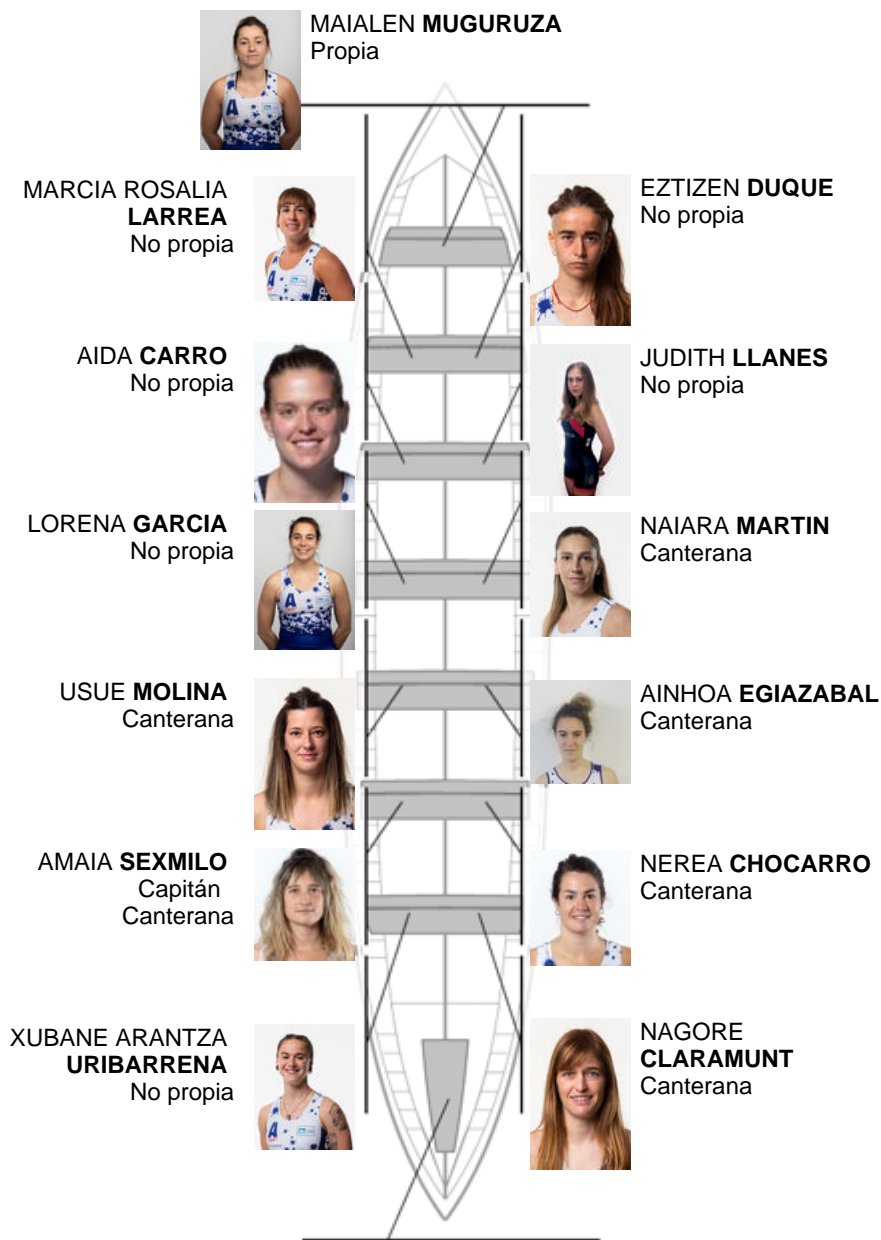 MAIALEN MUGURUZA
Propia
MARCIA ROSALIA
LARREA
No propia
EZTIZEN DUQUE
No propia
AIDA CARRO
No propia
JUDITH LLANES
No propia
LORENA GARCIA
No propia
NAIARA MARTIN
Canterana
USUE MOLINA
Canterana
AINHOA EGIAZABAL
Canterana
AMAIA SEXMILO
Capitán
Canterana
NEREA CHOCARRO
Canterana
XUBANE ARANTZA
URIBARRENA
No propia
NAGORE
CLARAMUNT
Canterana